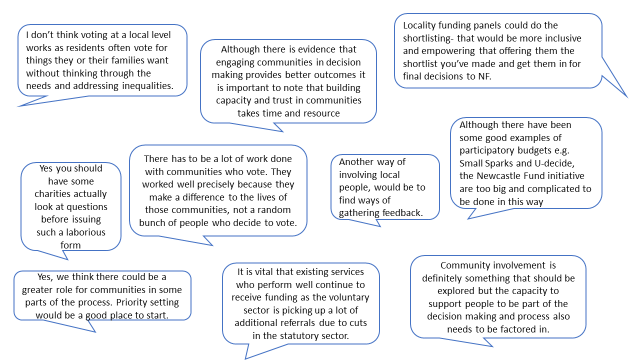 I don't think voting at a local level
works as residents often vote for
things they or their families want
without thinking through the
needs and addressing inequalities.
Although there is evidence that
engaging communities in decision
making provides better outcomes it
is important to note that building
capacity and trust in communities
takes time and resource
Locality funding panels could do the
shortlisting- that would be more inclusive
and empowering that offering them the
shortlist you've made and get them in for
final decisions to NF.
Yes you should
have some
charities actually
look at questions
before issuing
such a laborious
form
There has to be a lot of work done
with communities who vote. They
worked well precisely because they
make a difference to the lives of
those communities, not a random
bunch of people who decide to vote.
Another way of
involving local
people, would be to
find ways of
gathering feedback.
Although there have been
some good examples of
participatory budgets e.g.
Small Sparks and U-decide,
the Newcastle Fund initiative
are too big and complicated to
be done in this way
Yes, we think there could be a
greater role for communities in some
parts of the process. Priority setting
would be a good place to start.
It is vital that existing services
who perform well continue to
receive funding as the voluntary
sector is picking up a lot of
additional referrals due to cuts
in the statutory sector.
Community involvement is
definitely something that should be
explored but the capacity to
support people to be part of the
decision making and process also
needs to be factored in.